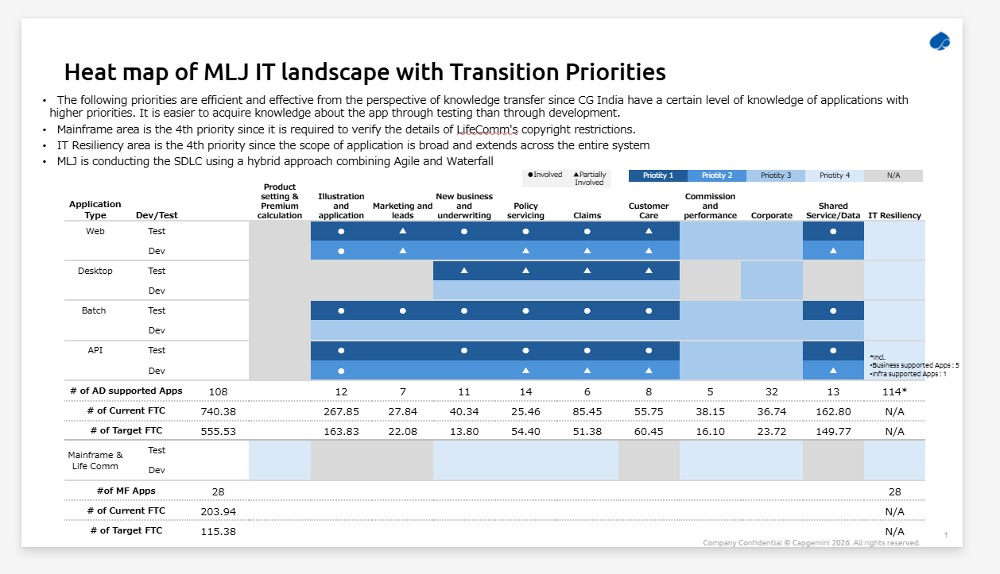 Heat map of MLJ IT landscape with Transition Priorities
• The following priorities are efficient and effective from the perspective of knowledge transfer since CG India have a certain level of knowledge of applications with
higher priorities. It is easier to acquire knowledge about the app through testing than through development.
• Mainframe area is the 4th priority since it is required to verify the details of LifeComm's copyright restrictions.
• IT Resiliency area is the 4th priority since the scope of application is broad and extends across the entire system
• MLJ is conducting the SDLC using a hybrid approach combining Agile and Waterfall
●Involved ▲Partially Involved
Priotity 1 Priotity 2 Priotity 3 Priotity 4 N/A
Application Type Dev/Test Product setting & Premium calculation Illustration and application Marketing and leads New business and underwriting Policy servicing Claims Customer Care Commission and performance Corporate Shared Service/Data IT Resiliency
Web Test ● ▲ ● ● ● ▲ ●
Dev ● ▲ ▲ ▲ ▲ ▲
Desktop Test ▲ ▲ ▲ ▲
Dev
Batch Test ● ● ● ● ● ● ●
Dev
API Test ● ● ● ● ● ●
Dev ● ▲ ▲ ▲ ▲
*Incl.
•Business supported Apps : 5
•Infra supported Apps : 1
# of AD supported Apps 108 12 7 11 14 6 8 5 32 13 114*
# of Current FTC 740.38 267.85 27.84 40.34 25.46 85.45 55.75 38.15 36.74 162.80 N/A
# of Target FTC 555.53 163.83 22.08 13.80 54.40 51.38 60.45 16.10 23.72 149.77 N/A
Mainframe & Life Comm Test
Dev
#of MF Apps 28 28
# of Current FTC 203.94 N/A
# of Target FTC 115.38 N/A
Company Confidential © Capgemini 2026. All rights reserved. 1